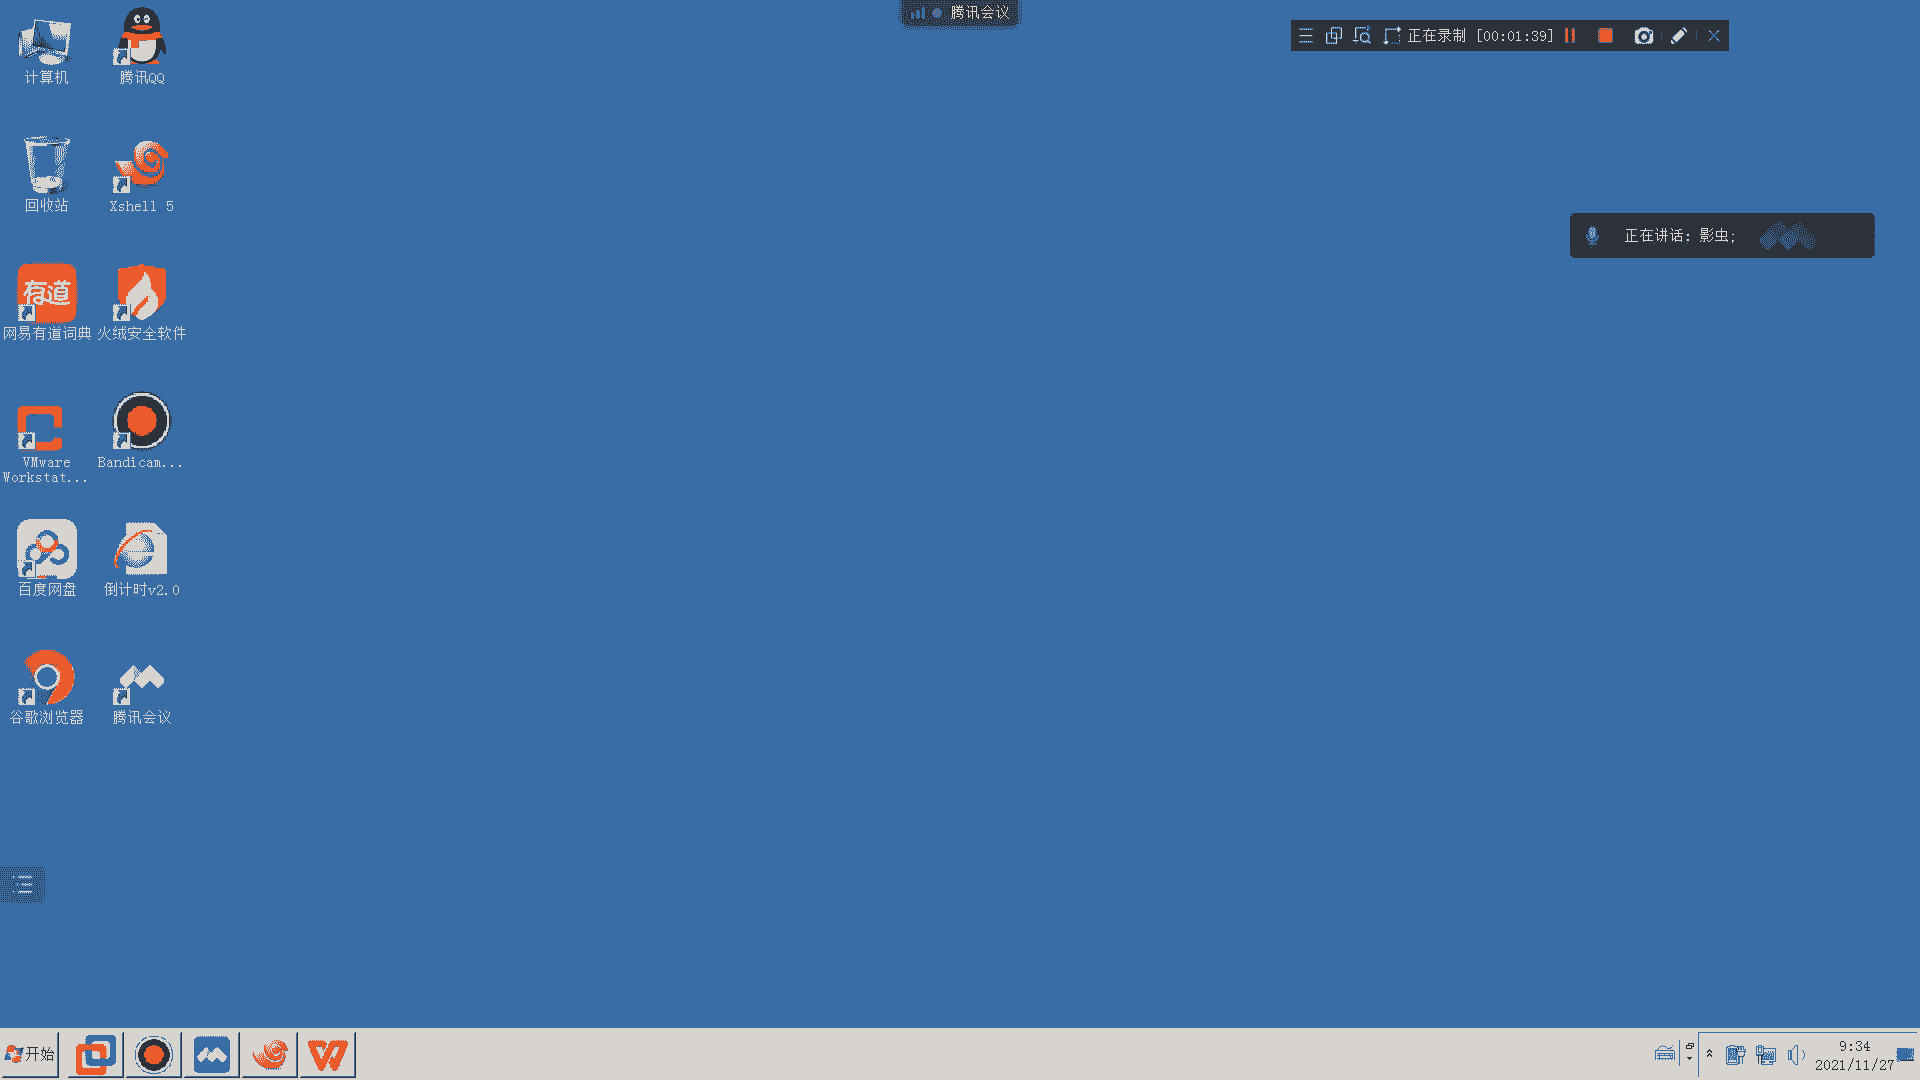 腾讯会议
正在录制 [00:01:39]
计算机
腾讯QQ
回收站
Xshell 5
正在讲话: 影虫;
有道
网易有道词典
火绒安全软件
VMware
Workstat...
Bandicam...
百度网盘
倒计时v2.0
谷歌浏览器
腾讯会议
开始
9:34
2021/11/27